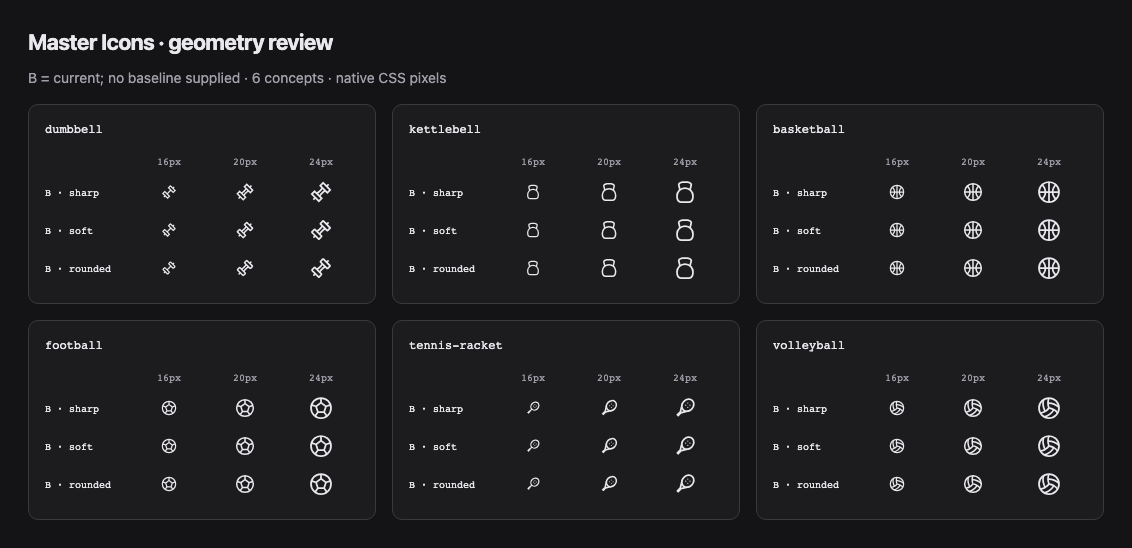 Master Icons · geometry review
B = current; no baseline supplied · 6 concepts · native CSS pixels
dumbbell
16px 20px 24px
B · sharp
B · soft
B · rounded
kettlebell
16px 20px 24px
B · sharp
B · soft
B · rounded
basketball
16px 20px 24px
B · sharp
B · soft
B · rounded
football
16px 20px 24px
B · sharp
B · soft
B · rounded
tennis-racket
16px 20px 24px
B · sharp
B · soft
B · rounded
volleyball
16px 20px 24px
B · sharp
B · soft
B · rounded